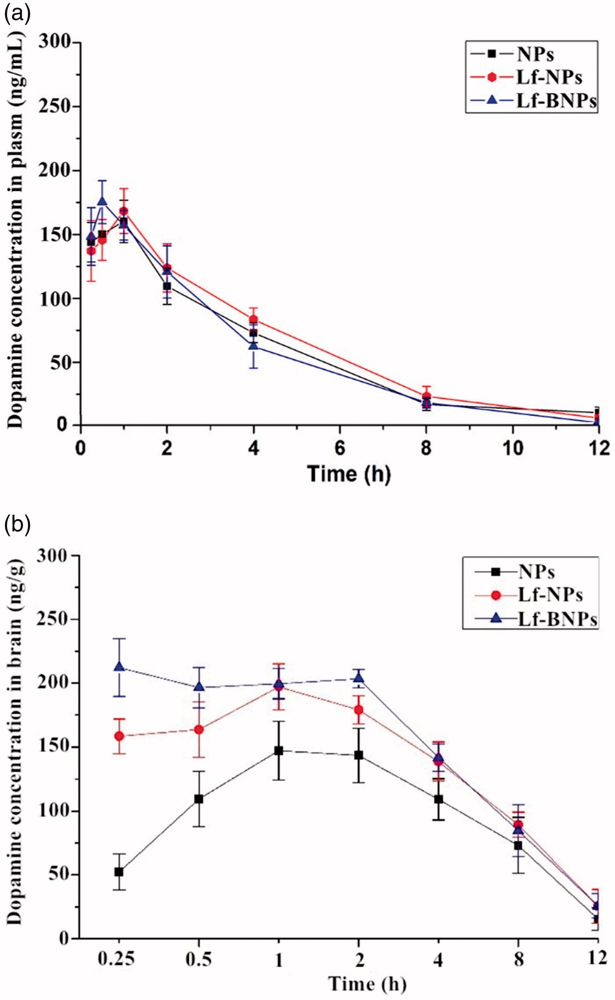 (a)
Dopamine concentration in plasm (ng/mL)
300
250
200
150
100
50
0
NPs
Lf-NPs
Lf-BNPs
0 2 4 6 8 10 12
Time (h)
(b)
Dopamine concentration in brain (ng/g)
300
250
200
150
100
50
0
NPs
Lf-NPs
Lf-BNPs
0.25 0.5 1 2 4 8 12
Time (h)